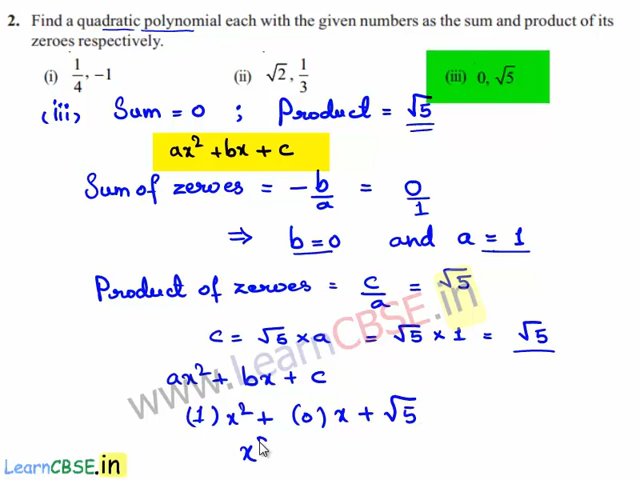 2. Find a quadratic polynomial each with the given numbers as the sum and product of its
zeroes respectively.
(i) 1/4, -1 (ii) √2, 1/3 (iii) 0, √5
(iii) Sum = 0 ; Product = √5
ax² + bx + c
Sum of zeroes = -b/a = 0/1
⇒ b = 0 and a = 1
Product of zeroes = c/a = √5
c = √5 × a = √5 × 1 = √5
ax² + bx + c
(1) x² + (0) x + √5
x
www.LearnCBSE.in
LearnCBSE.in